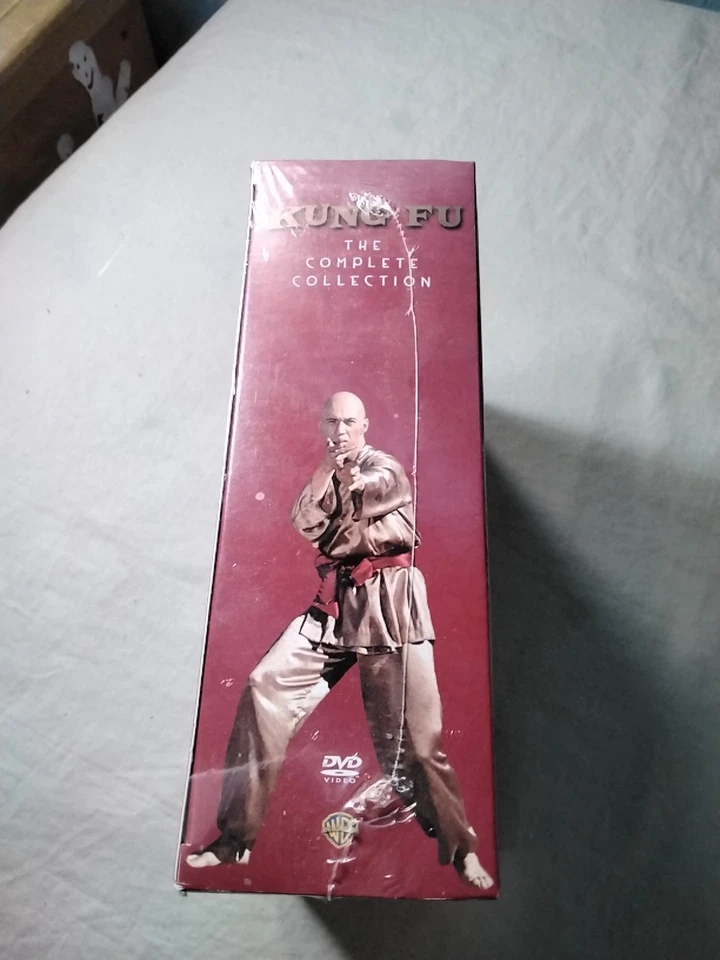 KUNG FU
THE
COMPLETE
COLLECTION
DVD
VIDEO